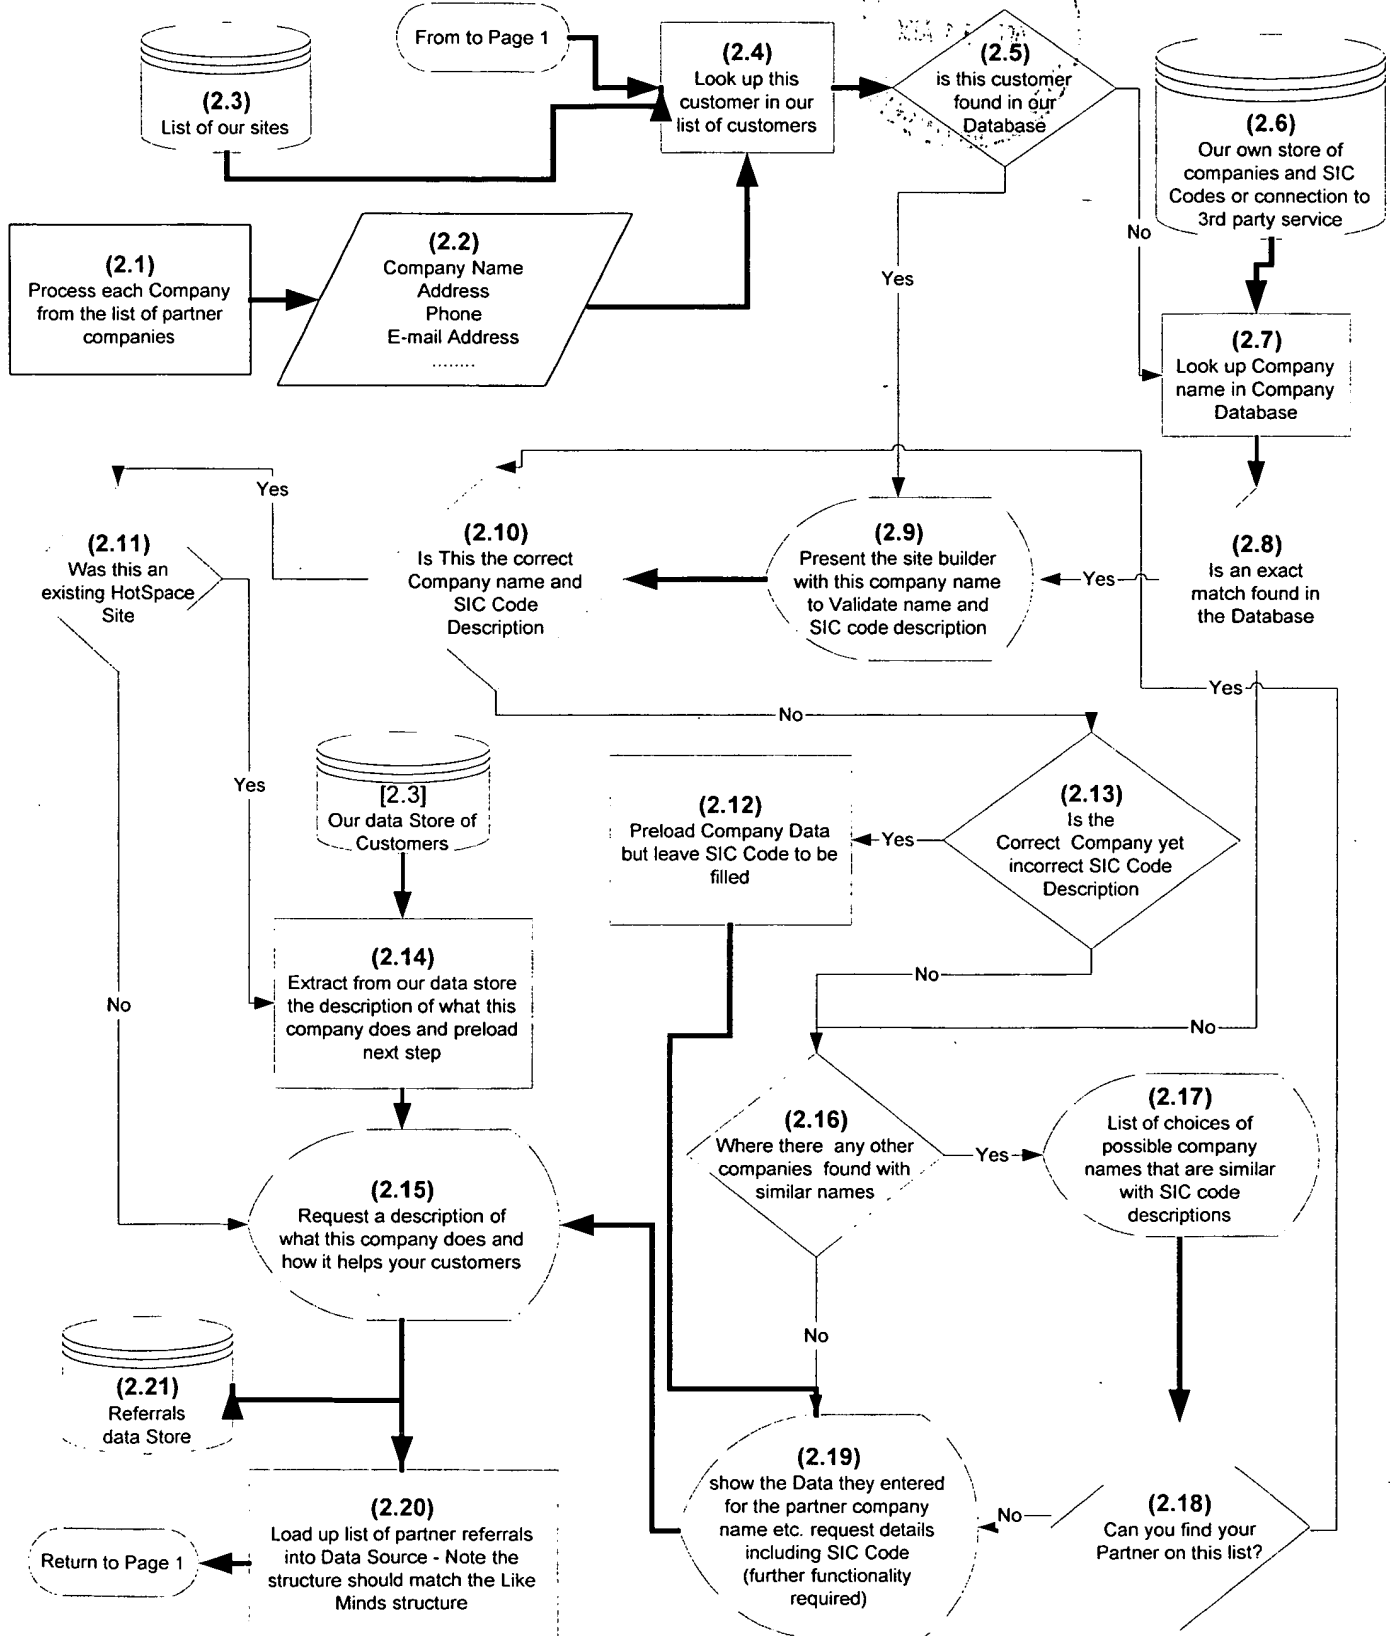 From to Page 1
(2.3)
List of our sites
(2.4)
Look up this
customer in our
list of customers
(2.5)
is this customer
found in our
Database
(2.6)
Our own store of
companies and SIC
Codes or connection to
3rd party service
(2.1)
Process each Company
from the list of partner
companies
(2.2)
Company Name
Address
Phone
E-mail Address
........
Yes
No
(2.7)
Look up Company
name in Company
Database
Yes
(2.11)
Was this an
existing HotSpace
Site
(2.10)
Is This the correct
Company name and
SIC Code
Description
(2.9)
Present the site builder
with this company name
to Validate name and
SIC code description
Yes
(2.8)
Is an exact
match found in
the Database
Yes
No
Yes
[2.3]
Our data Store of
Customers
(2.12)
Preload Company Data
but leave SIC Code to be
filled
Yes
(2.13)
Is the
Correct Company yet
incorrect SIC Code
Description
No
(2.14)
Extract from our data store
the description of what this
company does and preload
next step
No
No
(2.16)
Where there any other
companies found with
similar names
Yes
(2.17)
List of choices of
possible company
names that are similar
with SIC code
descriptions
(2.15)
Request a description of
what this company does and
how it helps your customers
No
(2.21)
Referrals
data Store
(2.19)
show the Data they entered
for the partner company
name etc. request details
including SIC Code
(further functionality
required)
No
(2.18)
Can you find your
Partner on this list?
(2.20)
Load up list of partner referrals
into Data Source - Note the
structure should match the Like
Minds structure
Return to Page 1